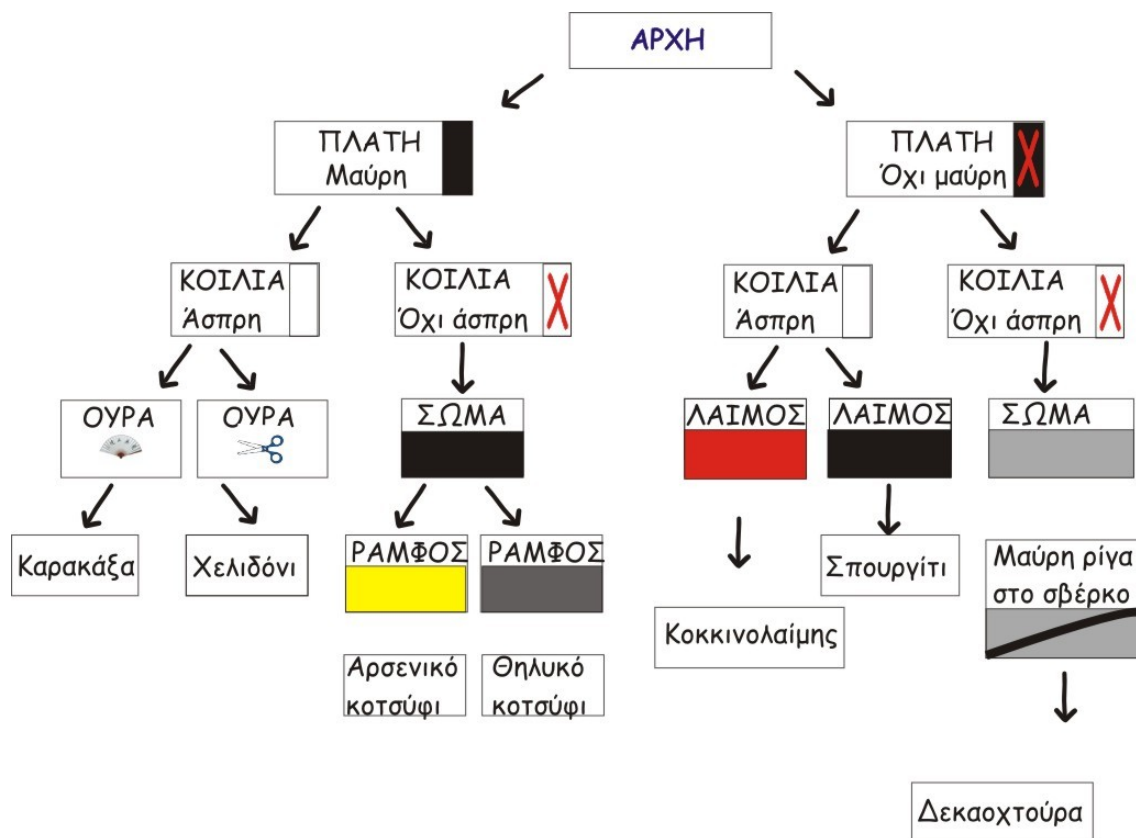 ΑΡΧΗ
ΠΛΑΤΗ
Μαύρη
ΠΛΑΤΗ
Όχι μαύρη
ΚΟΙΛΙΑ
Άσπρη
ΚΟΙΛΙΑ
Όχι άσπρη
ΚΟΙΛΙΑ
Άσπρη
ΚΟΙΛΙΑ
Όχι άσπρη
ΟΥΡΑ
ΟΥΡΑ
ΣΩΜΑ
ΛΑΙΜΟΣ
ΛΑΙΜΟΣ
ΣΩΜΑ
Καρακάξα
Χελιδόνι
ΡΑΜΦΟΣ
ΡΑΜΦΟΣ
Σπουργίτι
Μαύρη ρίγα
στο σβέρκο
Κοκκινολαίμης
Αρσενικό
κοτσύφι
Θηλυκό
κοτσύφι
Δεκαοχτούρα